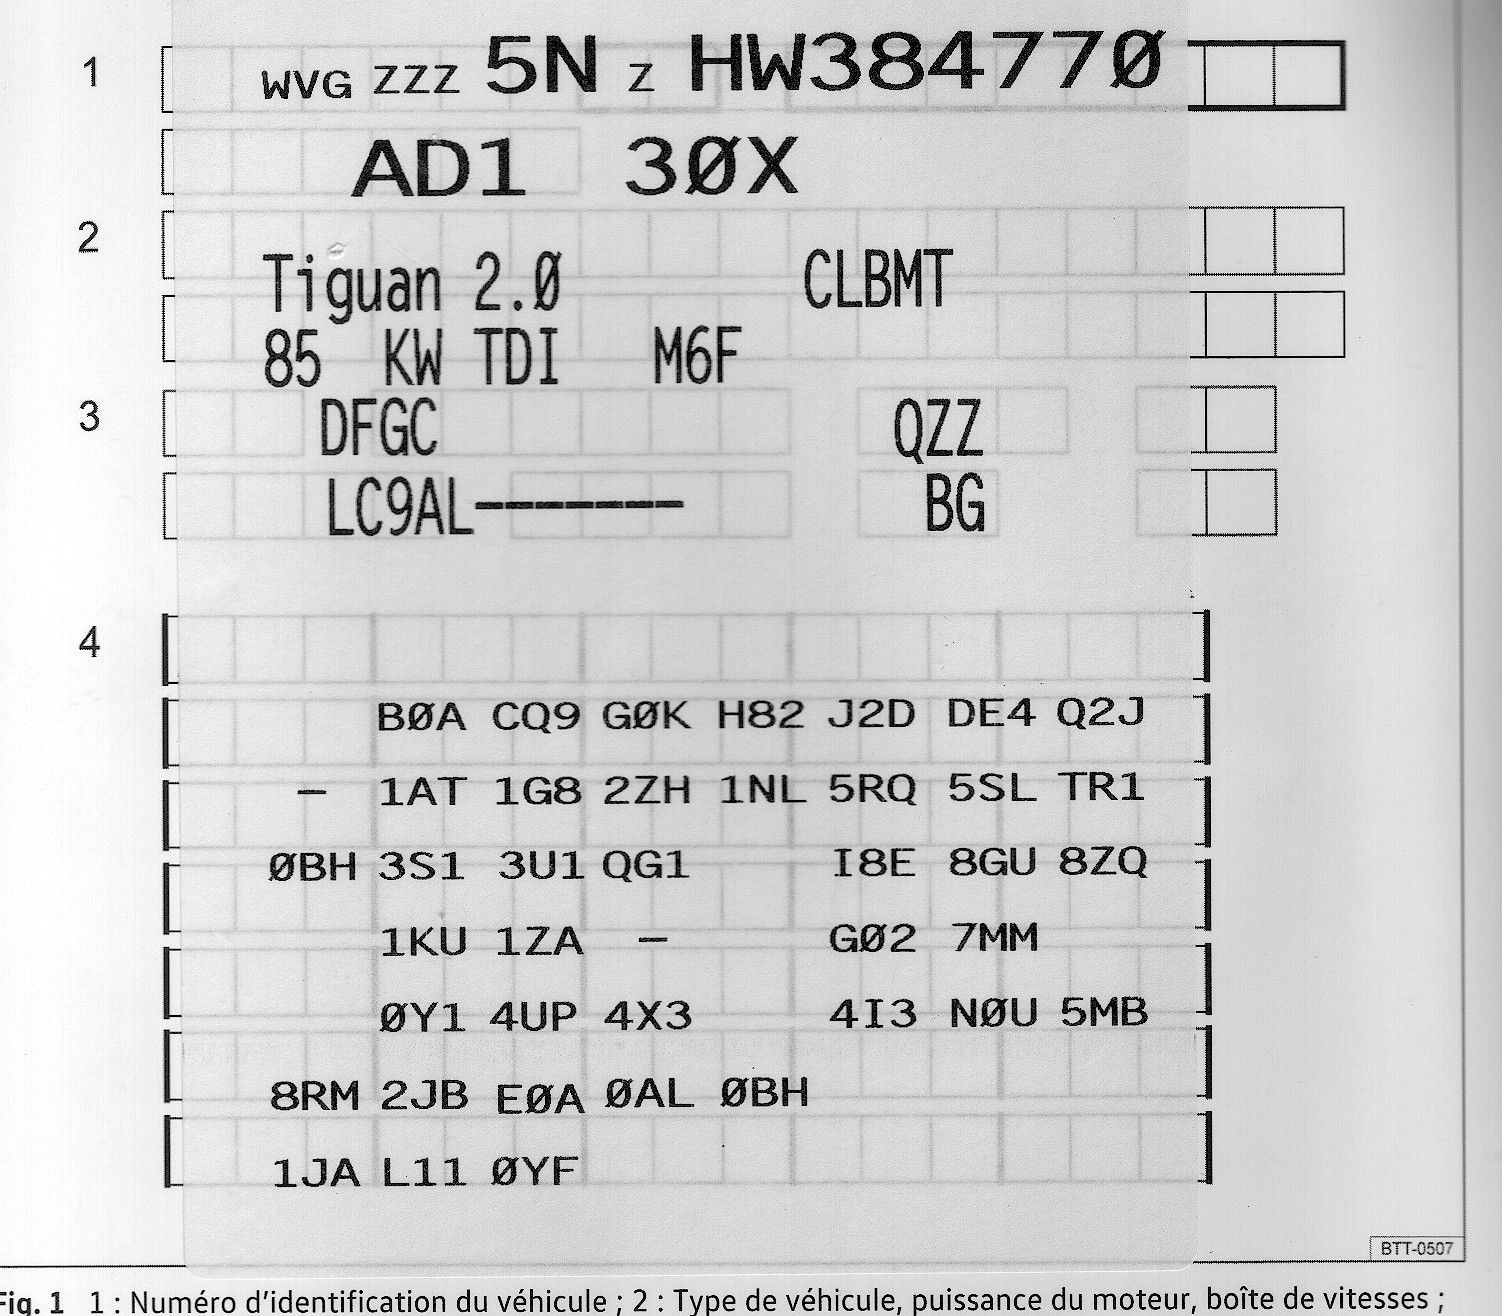 1 WVG ZZZ 5N Z HW38477Ø
AD1 3ØX
2
Tiguan 2.Ø CLBMT
85 KW TDI M6F
3 DFGC QZZ
LC9AL------- BG
4
BØA CQ9 GØK H82 J2D DE4 Q2J
- 1AT 1G8 2ZH 1NL 5RQ 5SL TR1
ØBH 3S1 3U1 QG1 I8E 8GU 8ZQ
1KU 1ZA - GØ2 7MM
ØY1 4UP 4X3 4I3 NØU 5MB
8RM 2JB EØA ØAL ØBH
1JA L11 ØYF
BTT-0507
Fig. 1 1 : Numéro d'identification du véhicule ; 2 : Type de véhicule, puissance du moteur, boîte de vitesses ;